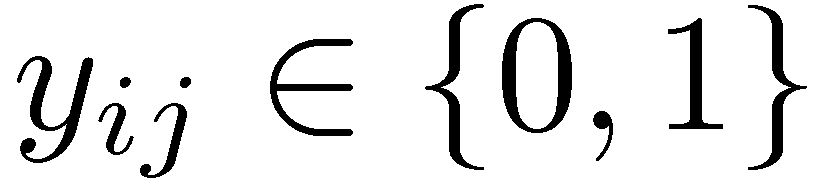 y_{ij} ∈ {0, 1}